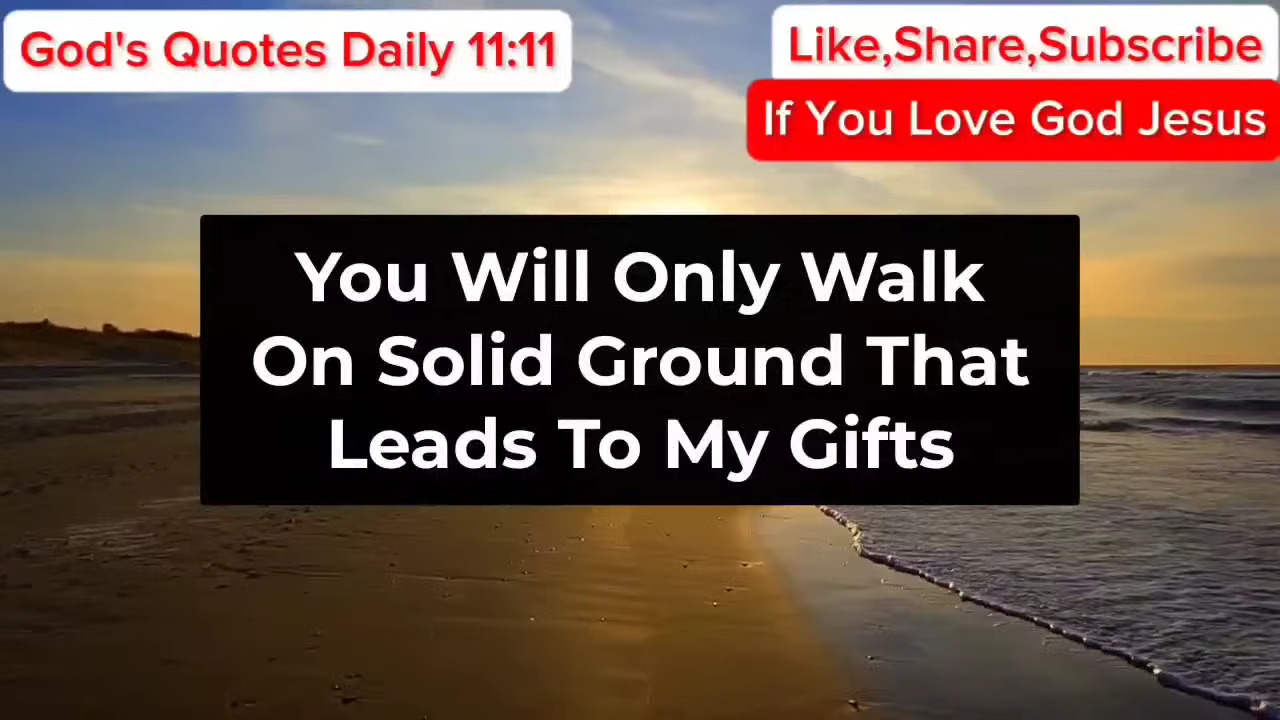 God's Quotes Daily 11:11
Like,Share,Subscribe
If You Love God Jesus
You Will Only Walk
On Solid Ground That
Leads To My Gifts